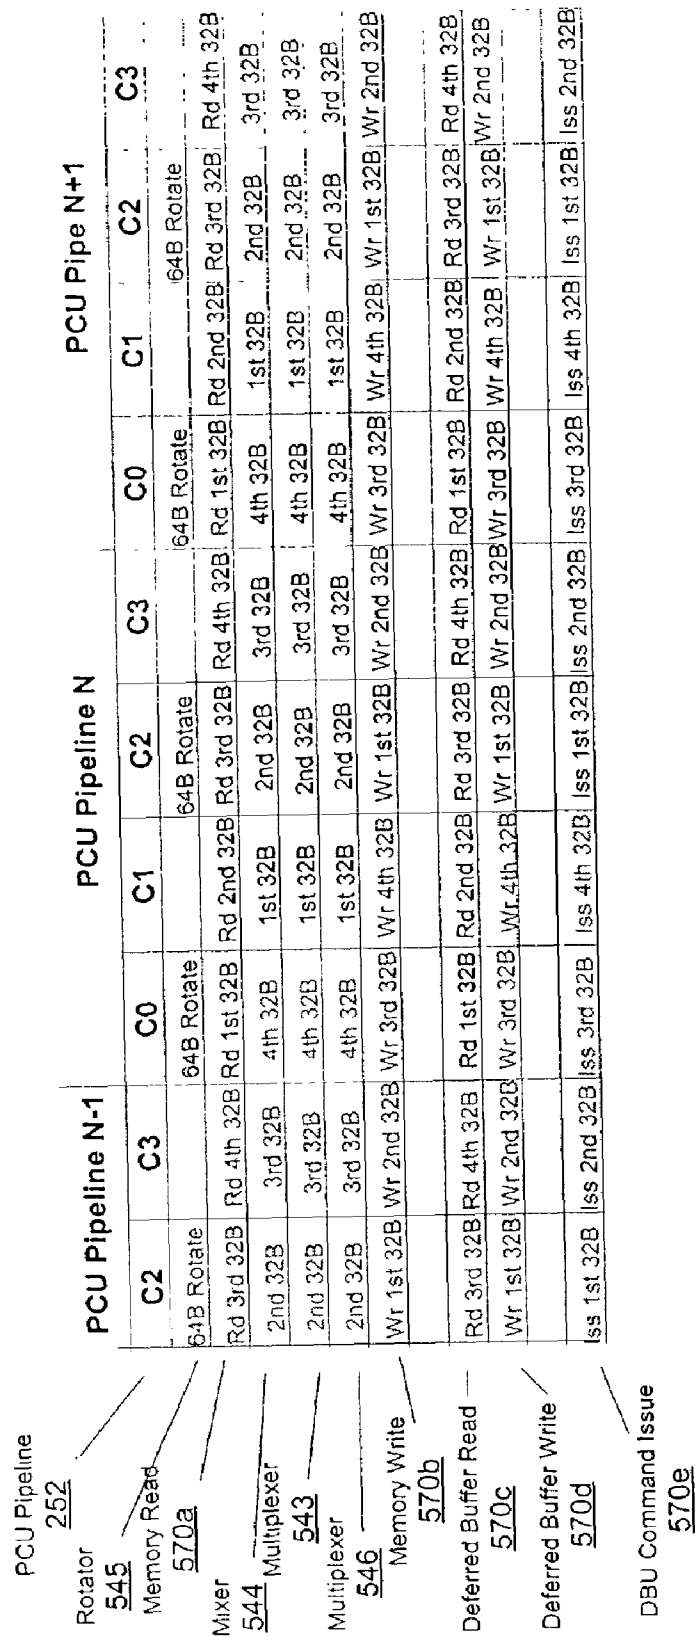 PCU Pipeline N-1 PCU Pipeline N PCU Pipe N+1
PCU Pipeline 252 C2 C3 C0 C1 C2 C3 C0 C1 C2 C3
Rotator 545 64B Rotate 64B Rotate 64B Rotate 64B Rotate 64B Rotate
Memory Read 570a Rd 3rd 32B Rd 4th 32B Rd 1st 32B Rd 2nd 32B Rd 3rd 32B Rd 4th 32B Rd 1st 32B Rd 2nd 32B Rd 3rd 32B Rd 4th 32B
Mixer 544 2nd 32B 3rd 32B 4th 32B 1st 32B 2nd 32B 3rd 32B 4th 32B 1st 32B 2nd 32B 3rd 32B
Multiplexer 543 2nd 32B 3rd 32B 4th 32B 1st 32B 2nd 32B 3rd 32B 4th 32B 1st 32B 2nd 32B 3rd 32B
Multiplexer 546 2nd 32B 3rd 32B 4th 32B 1st 32B 2nd 32B 3rd 32B 4th 32B 1st 32B 2nd 32B 3rd 32B
Memory Write 570b Wr 1st 32B Wr 2nd 32B Wr 3rd 32B Wr 4th 32B Wr 1st 32B Wr 2nd 32B Wr 3rd 32B Wr 4th 32B Wr 1st 32B Wr 2nd 32B
Deferred Buffer Read 570c Rd 3rd 32B Rd 4th 32B Rd 1st 32B Rd 2nd 32B Rd 3rd 32B Rd 4th 32B Rd 1st 32B Rd 2nd 32B Rd 3rd 32B Rd 4th 32B
Deferred Buffer Write 570d Wr 1st 32B Wr 2nd 32B Wr 3rd 32B Wr 4th 32B Wr 1st 32B Wr 2nd 32B Wr 3rd 32B Wr 4th 32B Wr 1st 32B Wr 2nd 32B
DBU Command Issue 570e Iss 1st 32B Iss 2nd 32B Iss 3rd 32B Iss 4th 32B Iss 1st 32B Iss 2nd 32B Iss 3rd 32B Iss 4th 32B Iss 1st 32B Iss 2nd 32B